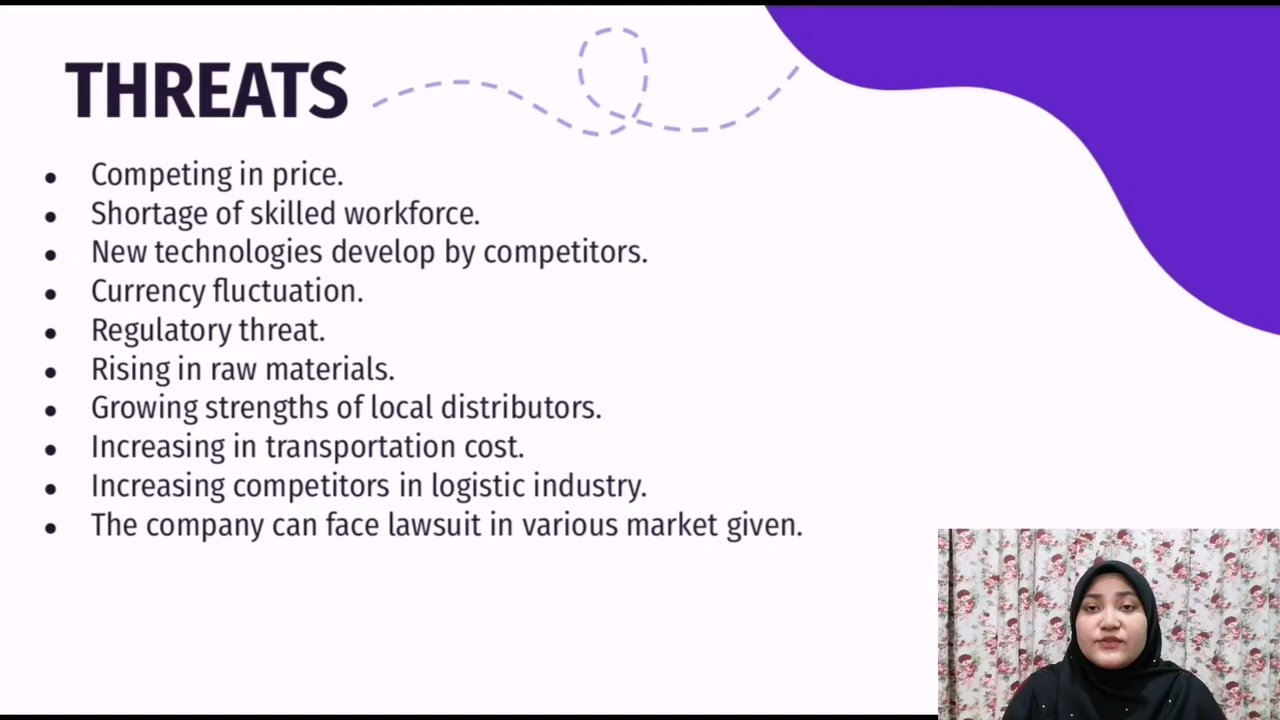 THREATS
• Competing in price.
• Shortage of skilled workforce.
• New technologies develop by competitors.
• Currency fluctuation.
• Regulatory threat.
• Rising in raw materials.
• Growing strengths of local distributors.
• Increasing in transportation cost.
• Increasing competitors in logistic industry.
• The company can face lawsuit in various market given.